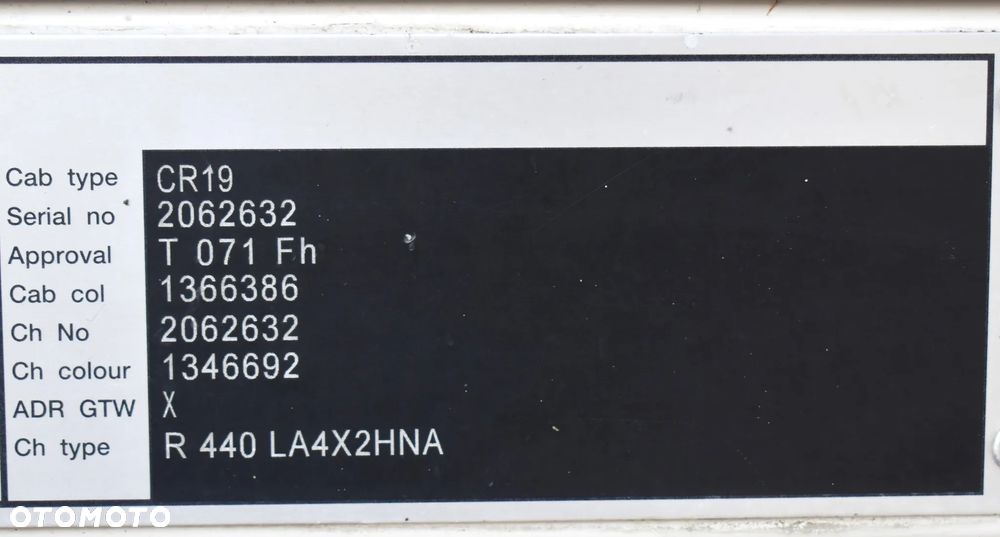 Cab type CR19
Serial no 2062632
Approval T 071 Fh
Cab col 1366386
Ch No 2062632
Ch colour 1346692
ADR GTW X
Ch type R 440 LA4X2HNA
OTOMOTO